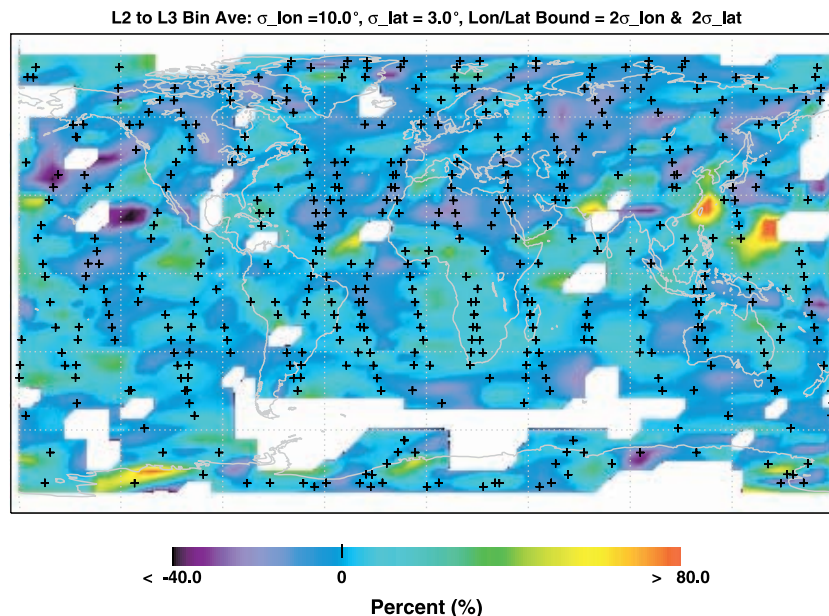 L2 to L3 Bin Ave: σ_lon =10.0°, σ_lat = 3.0°, Lon/Lat Bound = 2σ_lon & 2σ_lat
< -40.0 0 > 80.0
Percent (%)